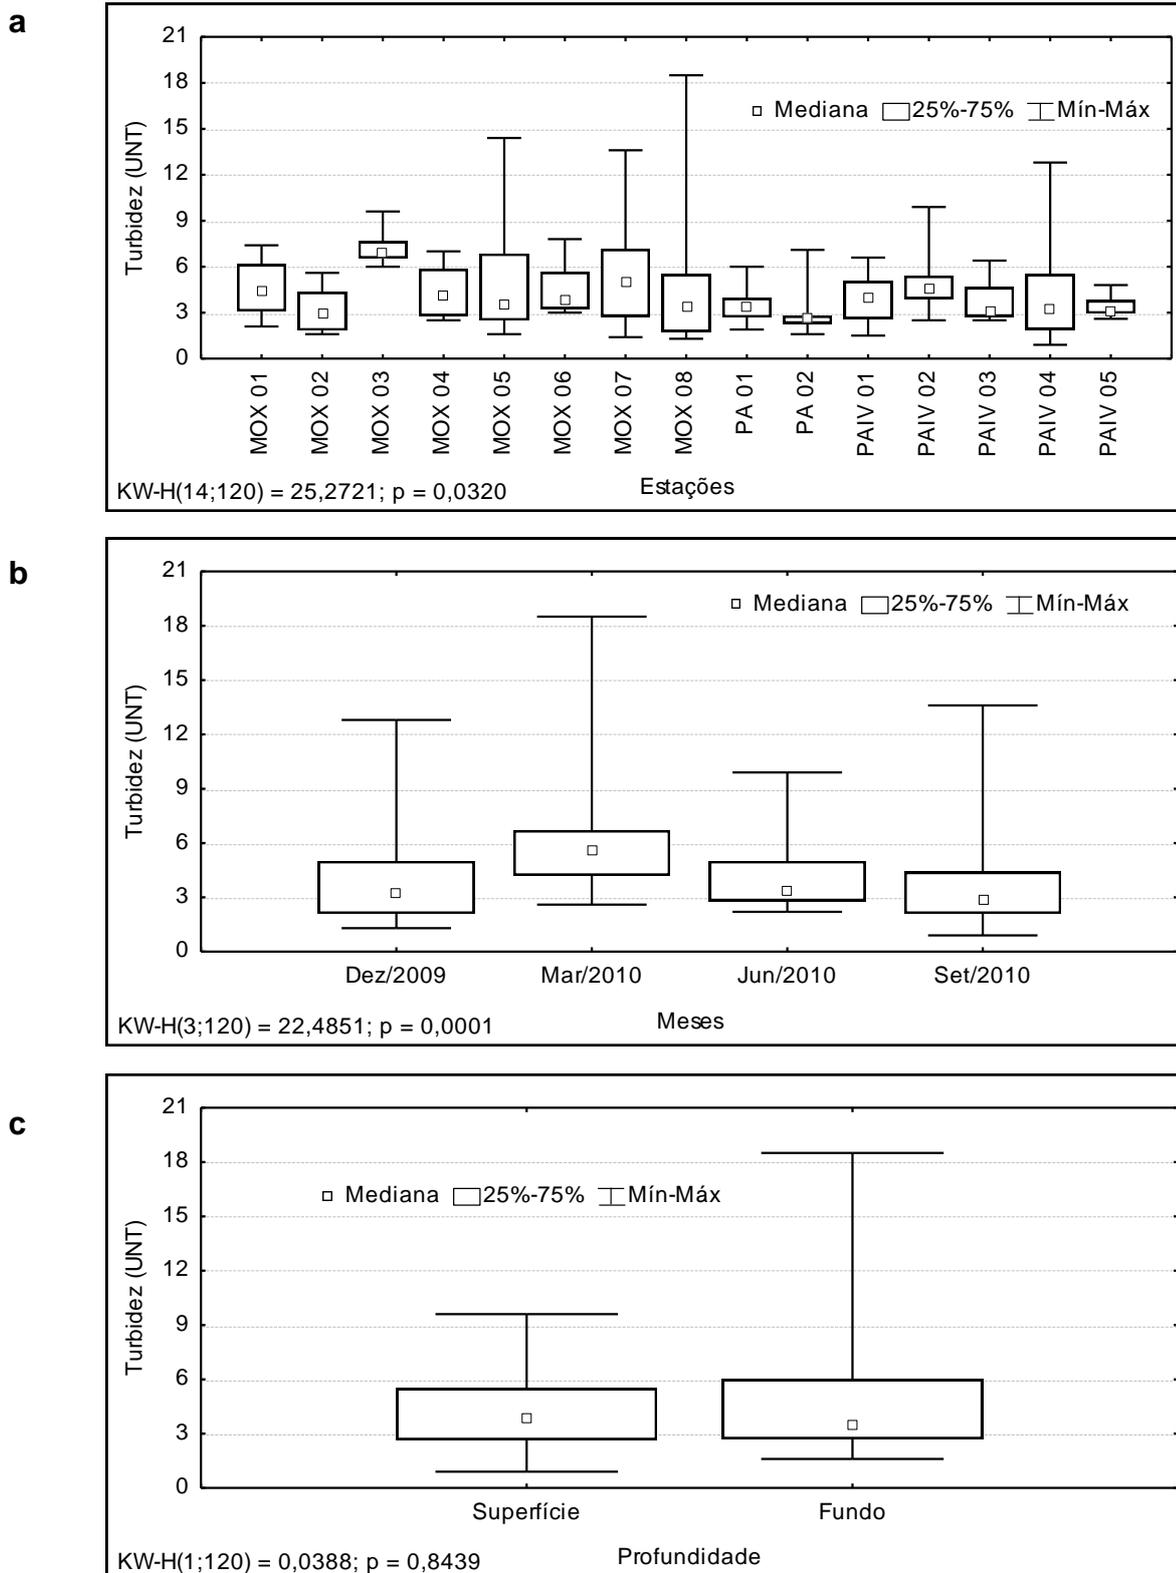 a
21
18
15
12
9
6
3
0
Turbidez (UNT)
Mediana 25%-75% Mín-Máx
MOX 01
MOX 02
MOX 03
MOX 04
MOX 05
MOX 06
MOX 07
MOX 08
PA 01
PA 02
PAIV 01
PAIV 02
PAIV 03
PAIV 04
PAIV 05
KW-H(14;120) = 25,2721; p = 0,0320
Estações
b
21
18
15
12
9
6
3
0
Turbidez (UNT)
Mediana 25%-75% Mín-Máx
Dez/2009 Mar/2010 Jun/2010 Set/2010
KW-H(3;120) = 22,4851; p = 0,0001
Meses
c
21
18
15
12
9
6
3
0
Turbidez (UNT)
Mediana 25%-75% Mín-Máx
Superfície Fundo
KW-H(1;120) = 0,0388; p = 0,8439
Profundidade